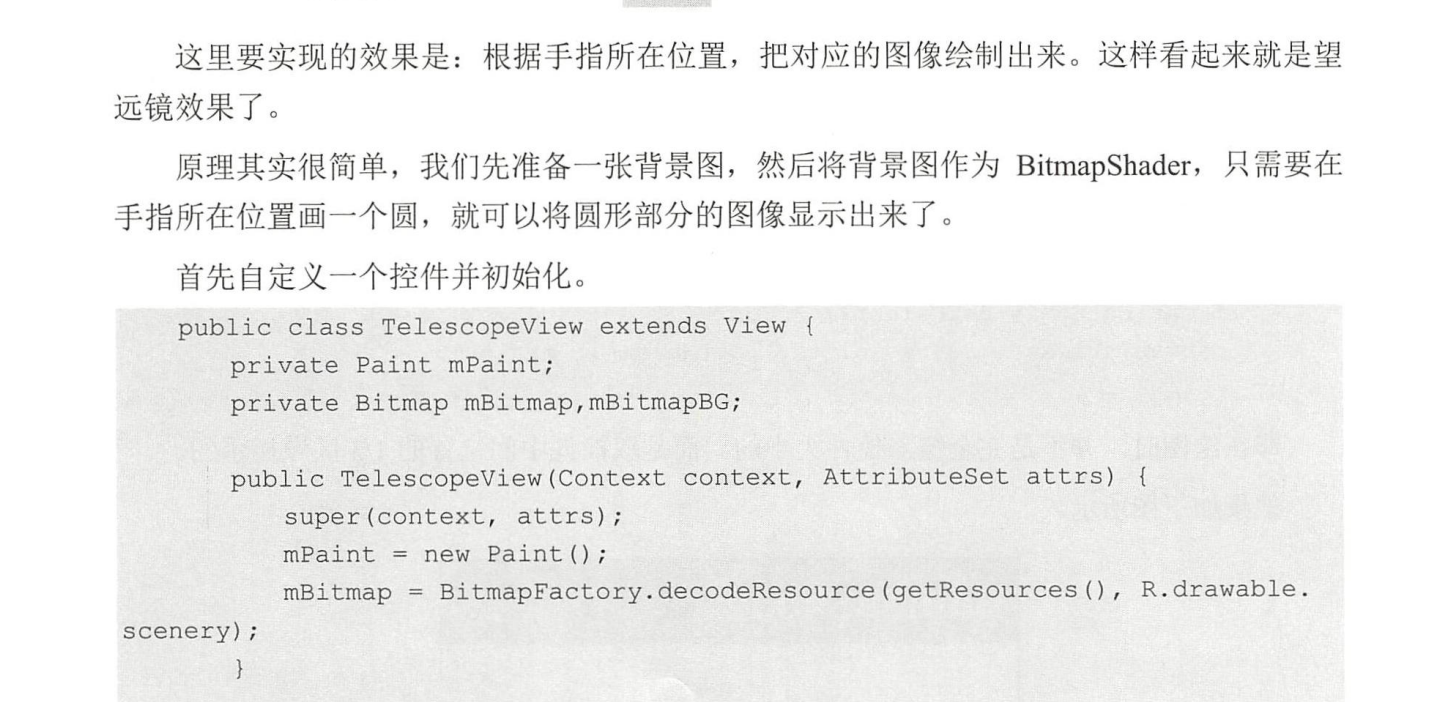 这里要实现的效果是：根据手指所在位置，把对应的图像绘制出来。这样看起来就是望
远镜效果了。
原理其实很简单，我们先准备一张背景图，然后将背景图作为 BitmapShader，只需要在
手指所在位置画一个圆，就可以将圆形部分的图像显示出来了。
首先自定义一个控件并初始化。
public class TelescopeView extends View {
private Paint mPaint;
private Bitmap mBitmap,mBitmapBG;
public TelescopeView(Context context, AttributeSet attrs) {
super(context, attrs);
mPaint = new Paint();
mBitmap = BitmapFactory.decodeResource(getResources(), R.drawable.
scenery);
}